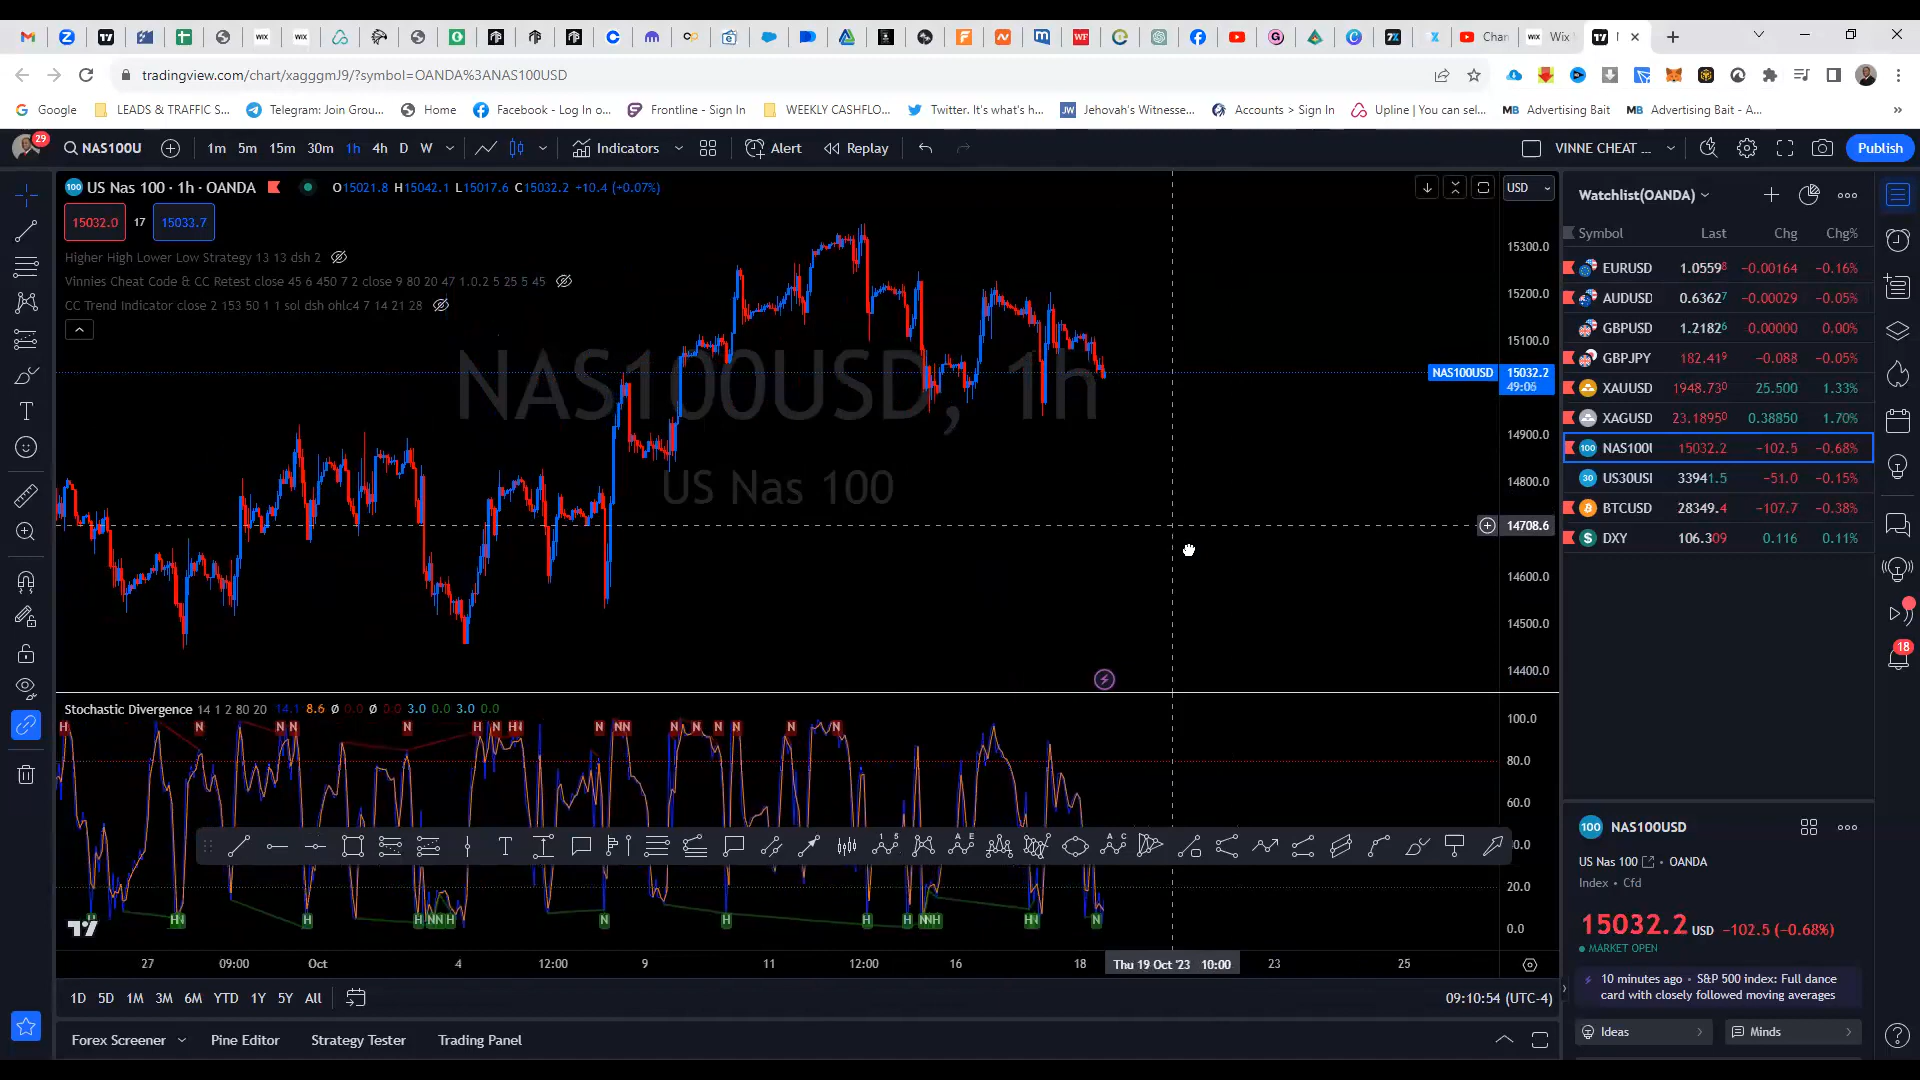 Chan
Wix
tradingview.com/chart/xagggmJ9/?symbol=OANDA%3ANAS100USD
Google
LEADS & TRAFFIC S...
Telegram: Join Grou...
Home
Facebook - Log In o...
Frontline - Sign In
WEEKLY CASHFLO...
Twitter. It's what's h...
Jehovah's Witnesse...
Accounts > Sign In
Upline | You can sel...
MB Advertising Bait
MB Advertising Bait - A...
29
NAS100U
1m 5m 15m 30m 1h 4h D W
Indicators
Alert
Replay
VINNE CHEAT ...
Publish
US Nas 100 · 1h · OANDA
O15021.8 H15042.1 L15017.6 C15032.2 +10.4 (+0.07%)
USD
15032.0 17 15033.7
Higher High Lower Low Strategy 13 13 dsh 2
Vinnies Cheat Code & CC Retest close 45 6 450 7 2 close 9 80 20 47 1.0.2 5 25 5 45
CC Trend Indicator close 2 153 50 1 1 sol dsh ohlc4 7 14 21 28
NAS100USD, 1h
US Nas 100
15300.0
15200.0
15100.0
NAS100USD 15032.2
49:06
14900.0
14800.0
14708.6
14600.0
14500.0
14400.0
Stochastic Divergence 14 1 2 80 20 14.1 8.6 Ø 0.0 Ø 0.0 3.0 0.0 3.0 0.0
100.0
80.0
60.0
40.0
20.0
0.0
27 09:00 Oct 4 12:00 9 11 12:00 16 18 Thu 19 Oct '23 10:00 23 25
1D 5D 1M 3M 6M YTD 1Y 5Y All
09:10:54 (UTC-4)
Forex Screener
Pine Editor
Strategy Tester
Trading Panel
Watchlist(OANDA)
Symbol Last Chg Chg%
EURUSD 1.05598 −0.00164 −0.16%
AUDUSD 0.63627 −0.00029 −0.05%
GBPUSD 1.21826 0.00000 0.00%
GBPJPY 182.419 −0.088 −0.05%
XAUUSD 1948.730 25.500 1.33%
XAGUSD 23.18950 0.38850 1.70%
NAS100U 15032.2 −102.5 −0.68%
US30USI 33941.5 −51.0 −0.15%
BTCUSD 28349.4 −107.7 −0.38%
DXY 106.309 0.116 0.11%
18
100 NAS100USD
US Nas 100 • OANDA
Index • Cfd
15032.2 USD −102.5 (−0.68%)
MARKET OPEN
10 minutes ago • S&P 500 index: Full dance
card with closely followed moving averages
Ideas
Minds